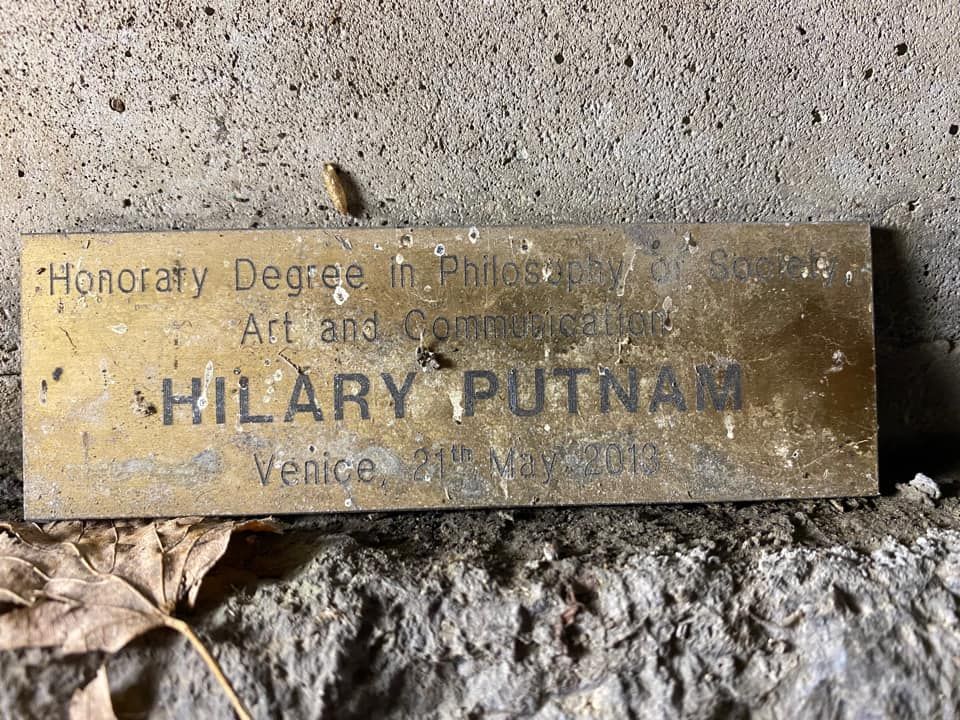 Honorary Degree in Philosophy of Society,
Art and Communication
HILARY PUTNAM
Venice, 21th May 2013